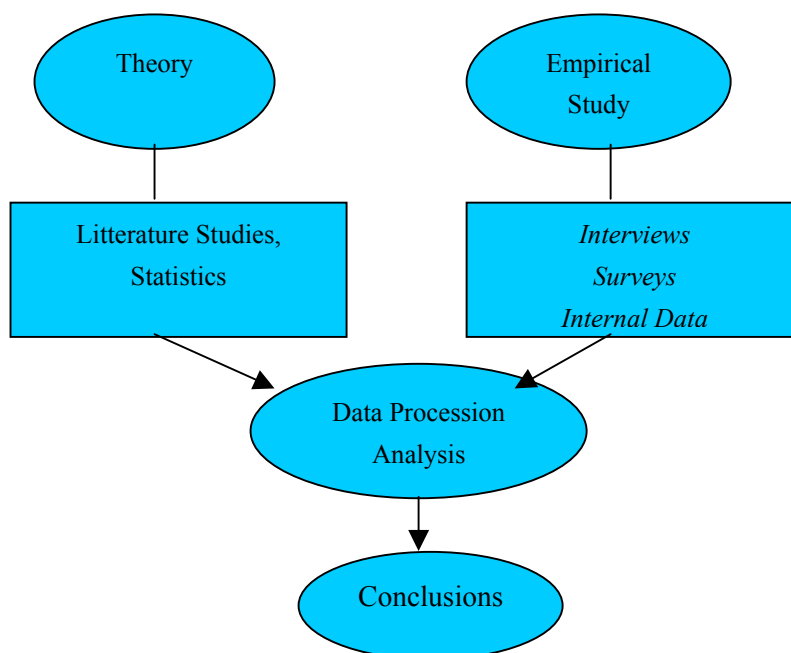 Theory
Empirical
Study
Litterature Studies,
Statistics
Interviews
Surveys
Internal Data
Data Procession
Analysis
Conclusions